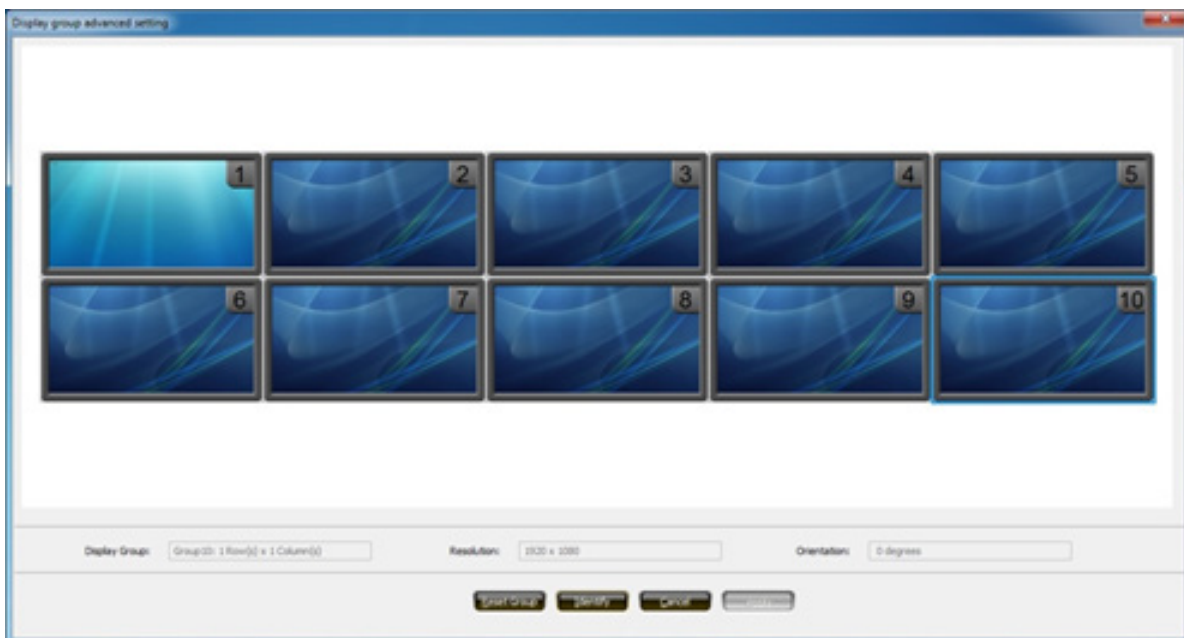 Display group advanced setting
1
2
3
4
5
6
7
8
9
10
Display Group:
Group10: 1 Row(s) x 1 Column(s)
Resolution:
1920 x 1080
Orientation:
0 degrees
Reset Group
Identify
Cancel